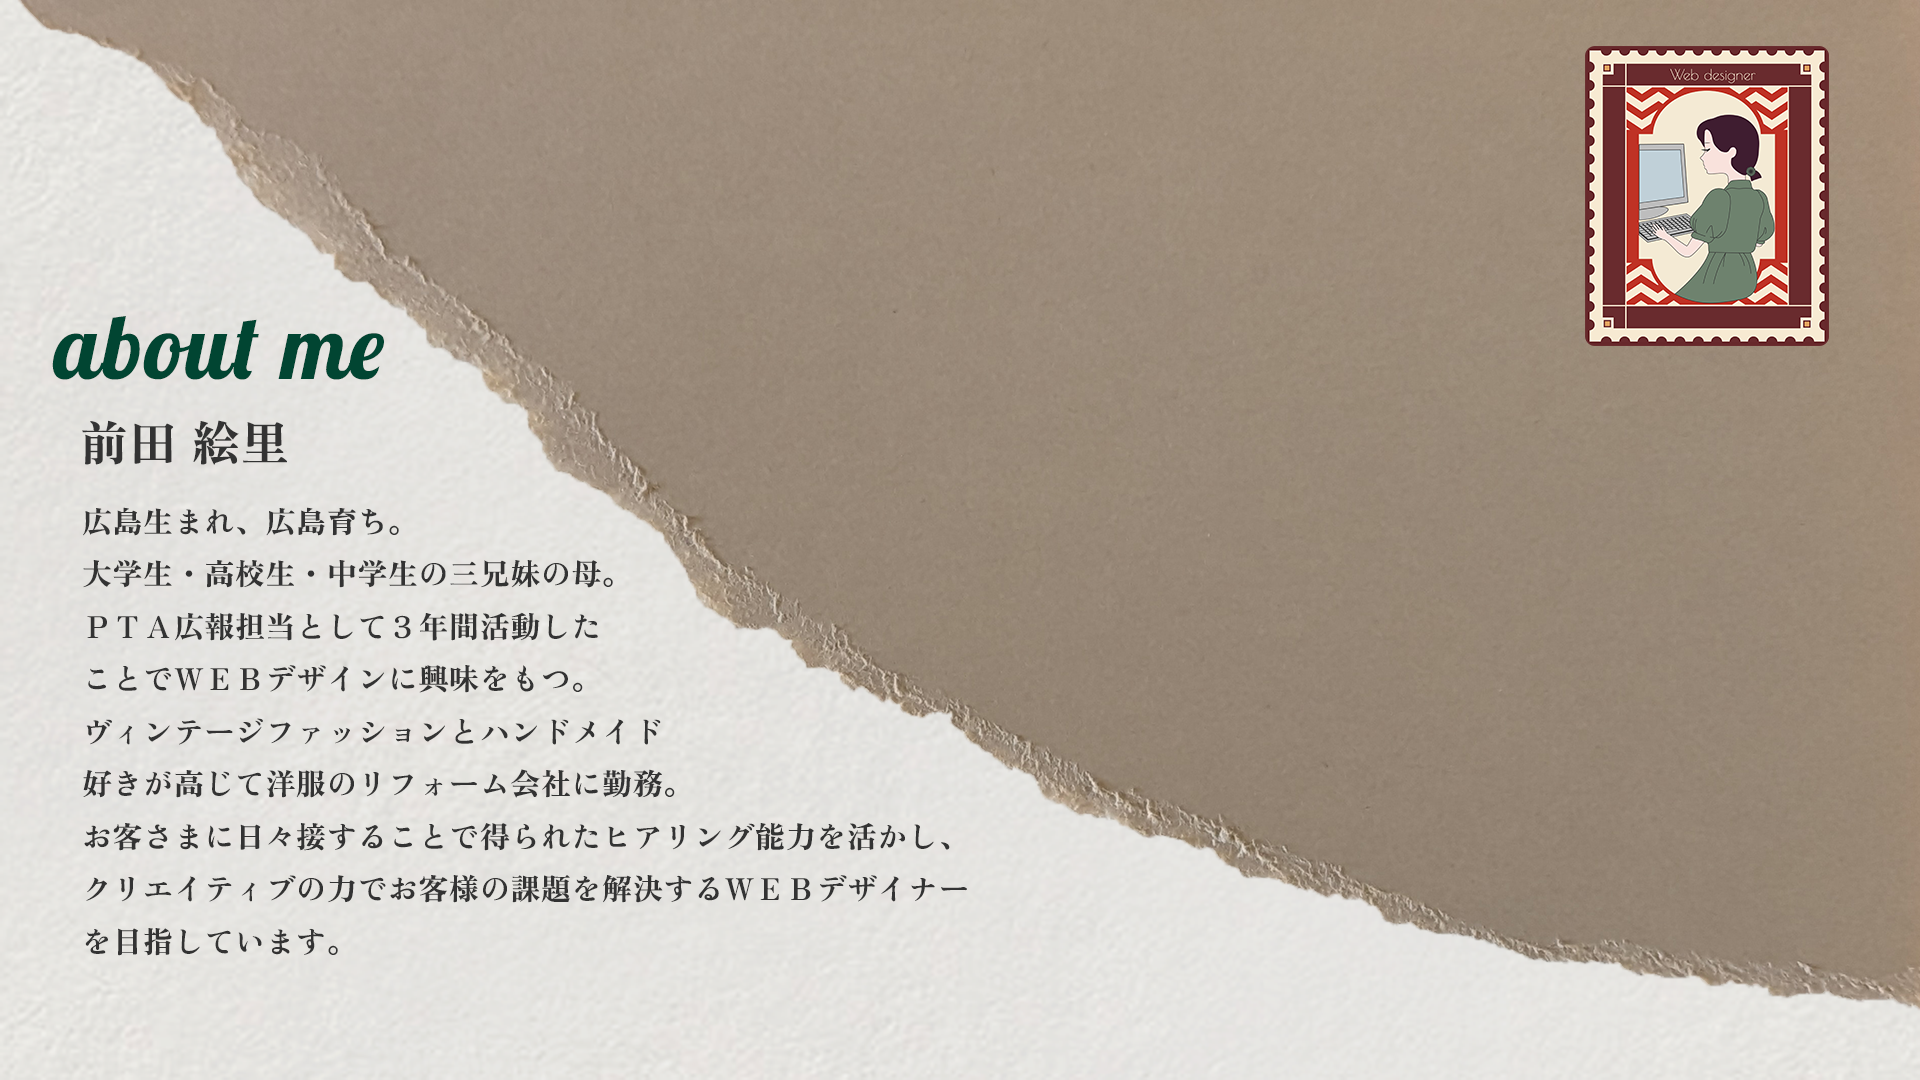 Web designer
about me
前田 絵里
広島生まれ、広島育ち。
大学生・高校生・中学生の三兄妹の母。
ＰＴＡ広報担当として３年間活動した
ことでＷＥＢデザインに興味をもつ。
ヴィンテージファッションとハンドメイド
好きが高じて洋服のリフォーム会社に勤務。
お客さまに日々接することで得られたヒアリング能力を活かし、
クリエイティブの力でお客様の課題を解決するＷＥＢデザイナー
を目指しています。